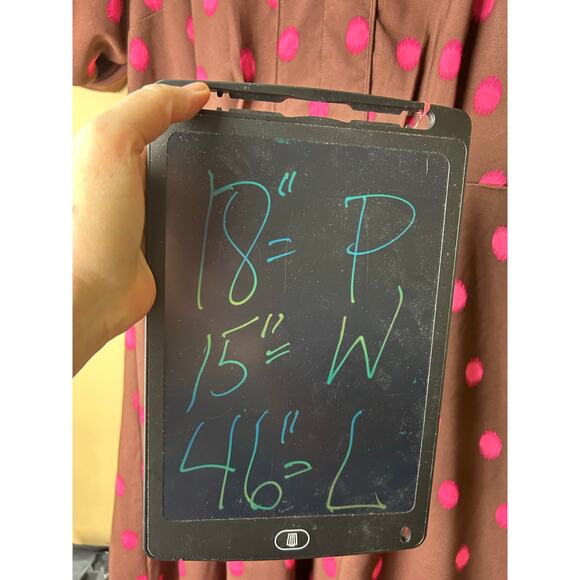 18" = P
15" = W
46" = L